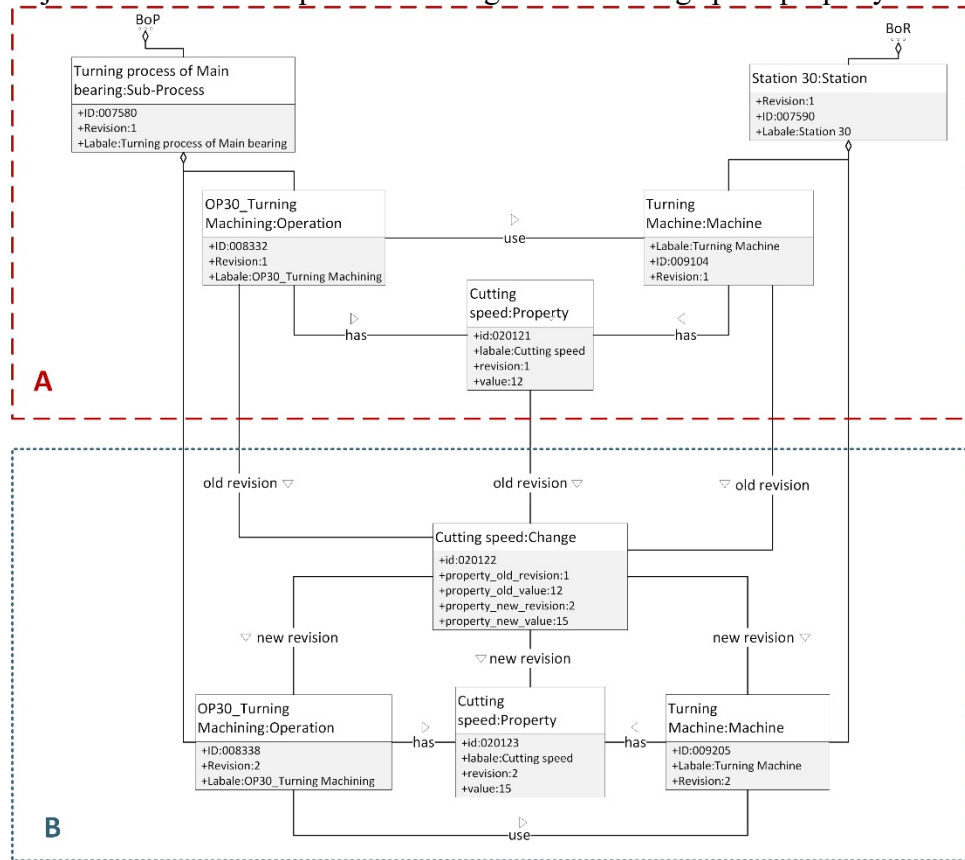 BoP
BoR
Turning process of Main
bearing:Sub-Process
+ID:007580
+Revision:1
+Labale:Turning process of Main bearing
Station 30:Station
+Revision:1
+ID:007590
+Labale:Station 30
OP30_Turning
Machining:Operation
+ID:008332
+Revision:1
+Labale:OP30_Turning Machining
use
Turning
Machine:Machine
+Labale:Turning Machine
+ID:009104
+Revision:1
Cutting
speed:Property
+id:020121
+labale:Cutting speed
+revision:1
+value:12
has
has
A
old revision
old revision
old revision
Cutting speed:Change
+id:020122
+property_old_revision:1
+property_old_value:12
+property_new_revision:2
+property_new_value:15
new revision
new revision
new revision
OP30_Turning
Machining:Operation
+ID:008338
+Revision:2
+Labale:OP30_Turning Machining
has
Cutting
speed:Property
+id:020123
+labale:Cutting speed
+revision:2
+value:15
has
Turning
Machine:Machine
+ID:009205
+Labale:Turning Machine
+Revision:2
use
B